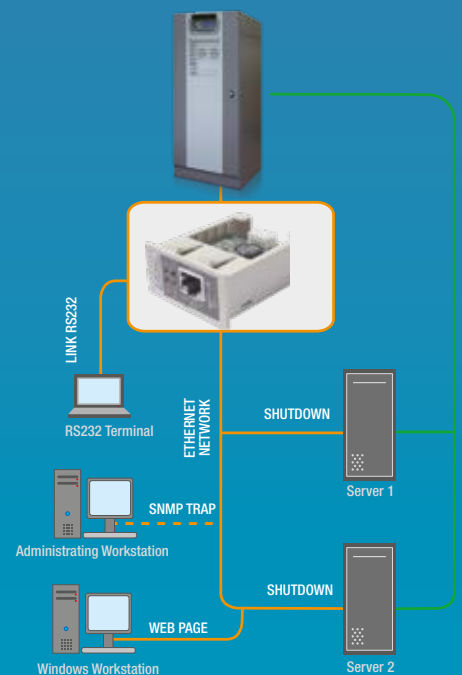 LINK RS232
RS232 Terminal
ETHERNET
NETWORK
SHUTDOWN
Server 1
SNMP TRAP
Administrating Workstation
SHUTDOWN
WEB PAGE
Windows Workstation
Server 2